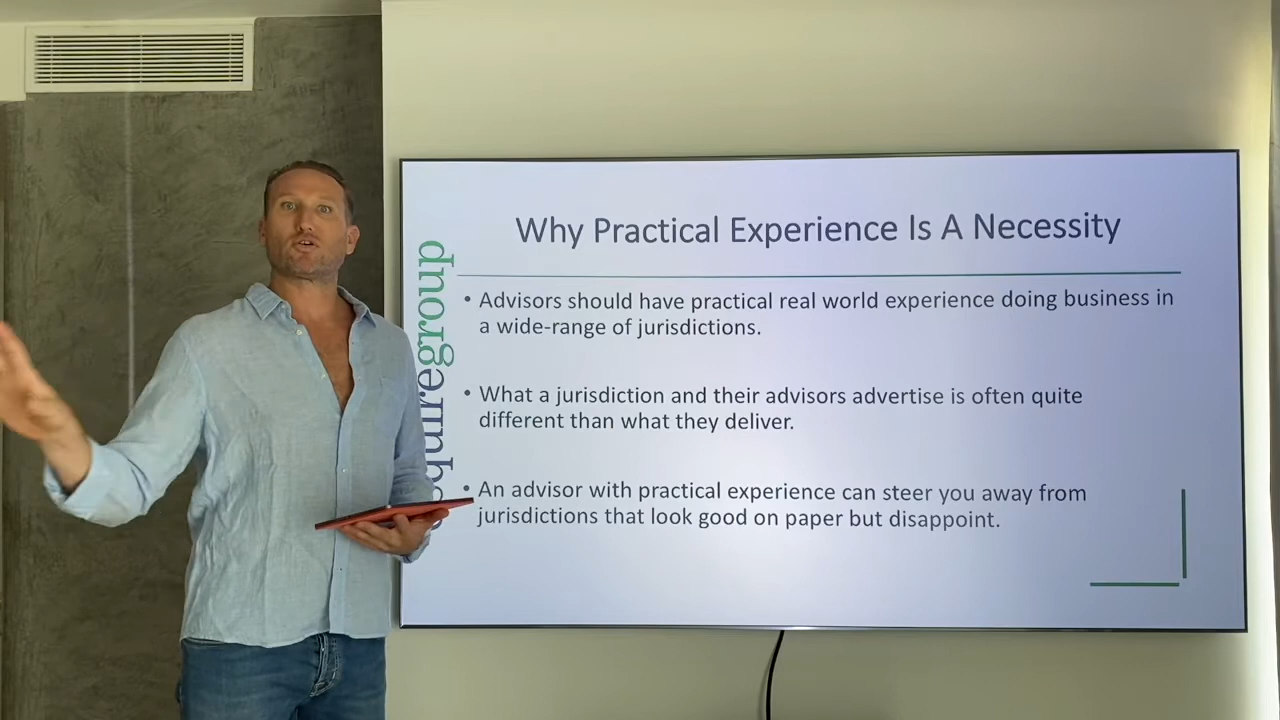 Why Practical Experience Is A Necessity
• Advisors should have practical real world experience doing business in
a wide-range of jurisdictions.
• What a jurisdiction and their advisors advertise is often quite
different than what they deliver.
• An advisor with practical experience can steer you away from
jurisdictions that look good on paper but disappoint.
group